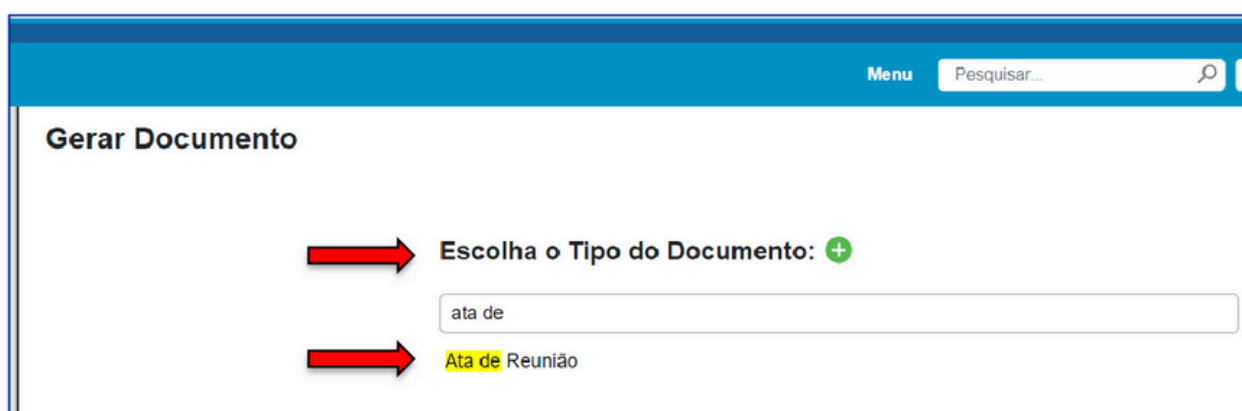 Menu
Pesquisar...
Gerar Documento
Escolha o Tipo do Documento:
ata de
Ata de Reunião